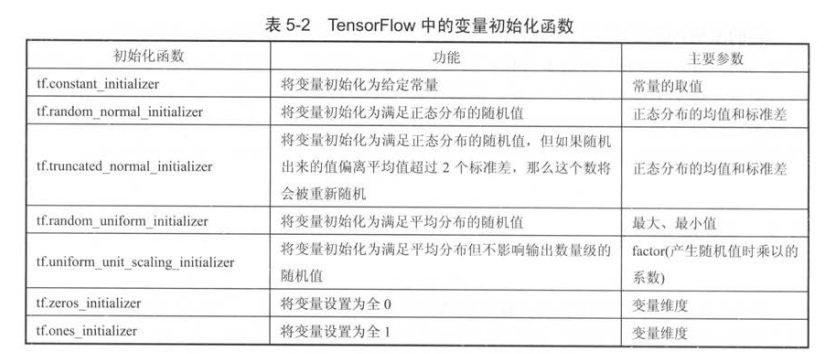 表 5-2 TensorFlow 中的变量初始化函数
初始化函数 功能 主要参数
tf.constant_initializer 将变量初始化为给定常量 常量的取值
tf.random_normal_initializer 将变量初始化为满足正态分布的随机值 正态分布的均值和标准差
将变量初始化为满足正态分布的随机值，但如果随机
tf.truncated_normal_initializer 出来的值偏离平均值超过 2 个标准差，那么这个数将 正态分布的均值和标准差
会被重新随机
tf.random_uniform_initializer 将变量初始化为满足平均分布的随机值 最大、最小值
将变量初始化为满足平均分布但不影响输出数量级的 factor(产生随机值时乘以的
tf.uniform_unit_scaling_initializer
随机值 系数)
tf.zeros_initializer 将变量设置为全 0 变量维度
tf.ones_initializer 将变量设置为全 1 变量维度